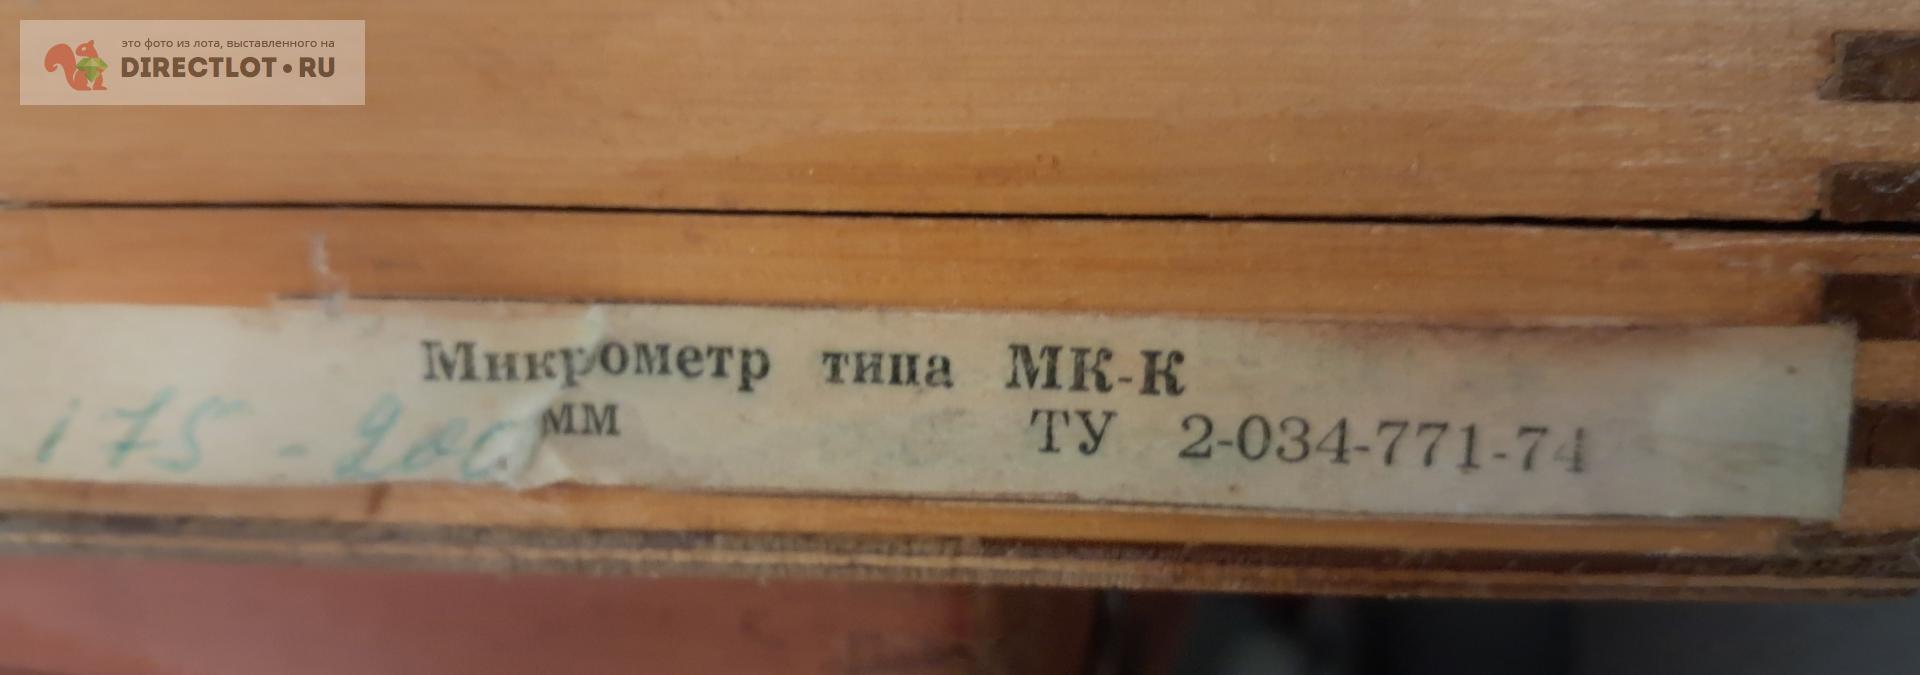 это фото из лота, выставленного на
DIRECTLOT•RU
Микрометр типа МК-К
175-200 мм ТУ 2-034-771-74